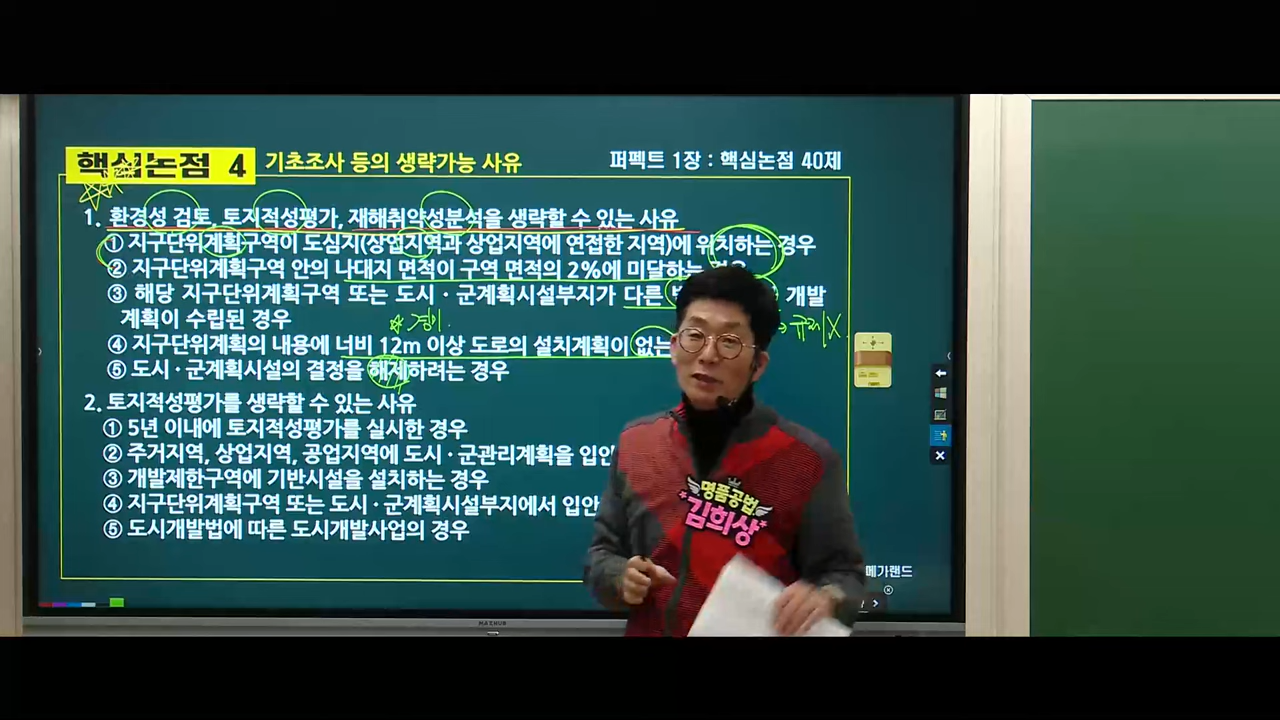 핵심논점 4 기초조사 등의 생략가능 사유 퍼펙트 1장 : 핵심논점 40제
1. 환경성 검토, 토지적성평가, 재해취약성분석을 생략할 수 있는 사유
① 지구단위계획구역이 도심지(상업지역과 상업지역에 연접한 지역)에 위치하는 경우
② 지구단위계획구역 안의 나대지 면적이 구역 면적의 2%에 미달하는 경우
③ 해당 지구단위계획구역 또는 도시 · 군계획시설부지가 다른 개발
계획이 수립된 경우
④ 지구단위계획의 내용에 너비 12m 이상 도로의 설치계획이 없는
⑤ 도시 · 군계획시설의 결정을 해제하려는 경우
2. 토지적성평가를 생략할 수 있는 사유
① 5년 이내에 토지적성평가를 실시한 경우
② 주거지역, 상업지역, 공업지역에 도시 · 군관리계획을 입안
③ 개발제한구역에 기반시설을 설치하는 경우
④ 지구단위계획구역 또는 도시 · 군계획시설부지에서 입안
⑤ 도시개발법에 따른 도시개발사업의 경우
명품공법
김희상
메가랜드
MAXHUB